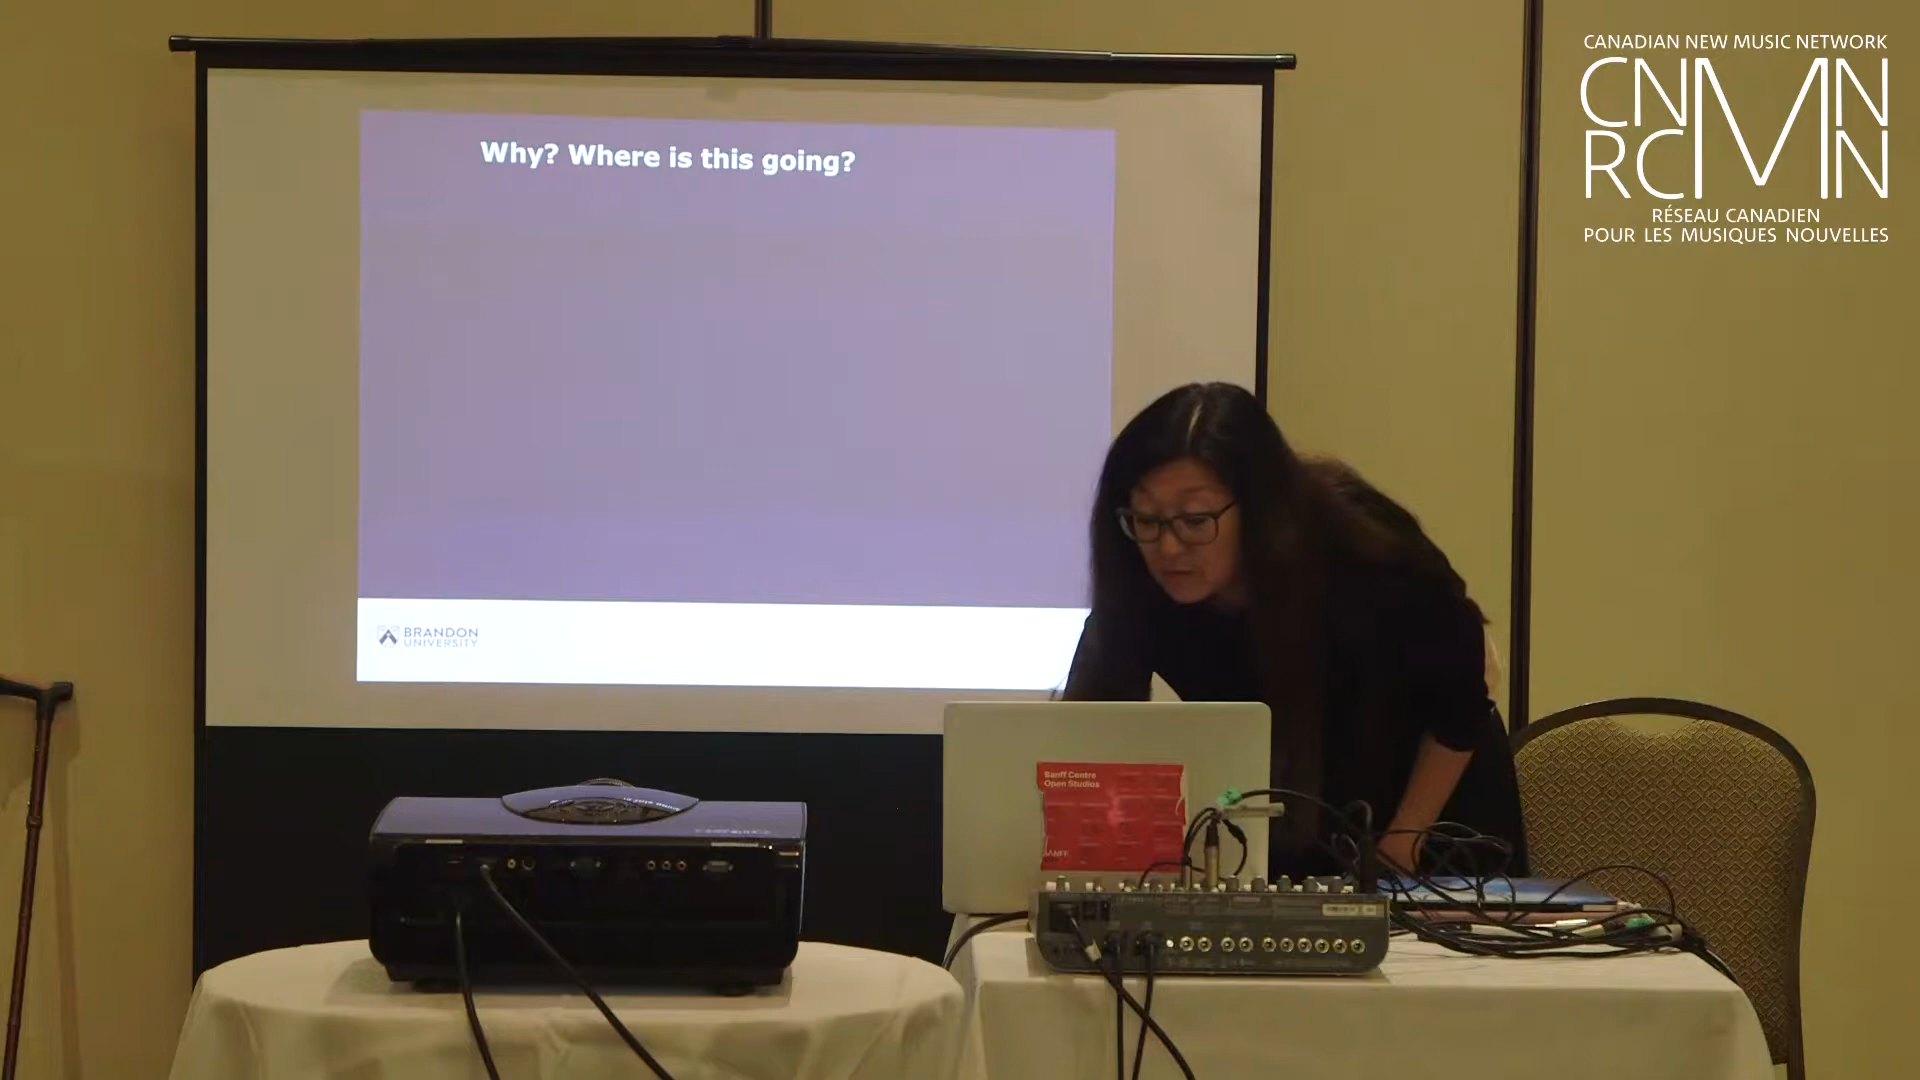 CANADIAN NEW MUSIC NETWORK
CNMN
RCMN
RÉSEAU CANADIEN
POUR LES MUSIQUES NOUVELLES
Why? Where is this going?
BRANDON
UNIVERSITY
Banff Centre
Open Studios
BANFF